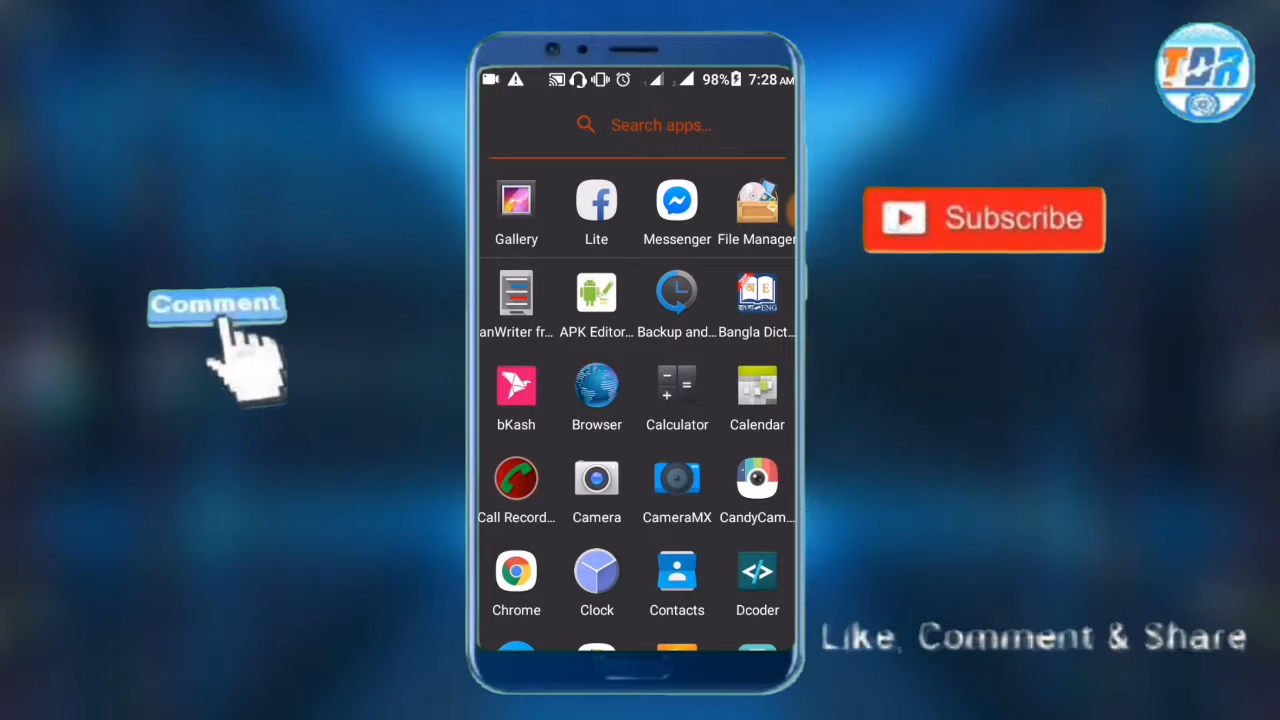 TDR
98% 7:28 AM
Search apps...
Subscribe
Gallery Lite Messenger File Manager
Comment
anWriter fr... APK Editor... Backup and... Bangla Dict...
bKash Browser Calculator Calendar
Call Record... Camera CameraMX CandyCam...
Chrome Clock Contacts Dcoder
Like, Comment & Share